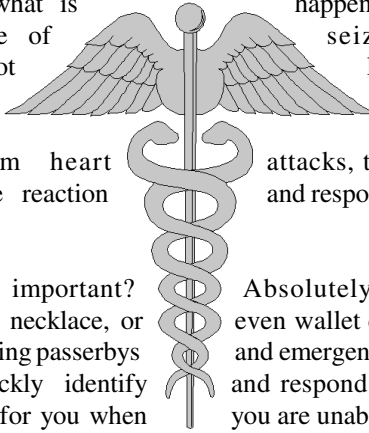 what is happen
e of seiz
ot
m heart attacks, t
e reaction and respo
important? Absolutely
necklace, or even wallet
ing passerbys and emergen
ckly identify and respond
for you when you are unab